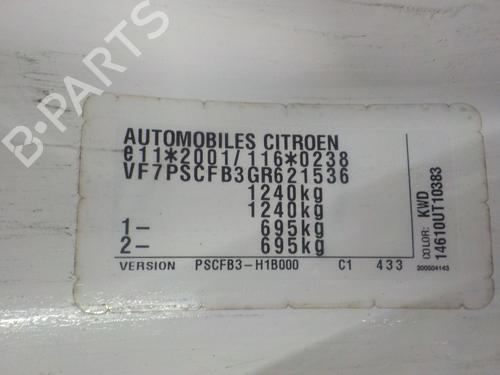 AUTOMOBILES CITROEN
e11*2001/116*0238
VF7PSCFB3GR621536
1240kg
1240kg
1- 695kg
2- 695kg
VERSION PSCFB3-H1B000 C1 433
COLOR: KWD
14610UT10383
200504143
B-PARTS